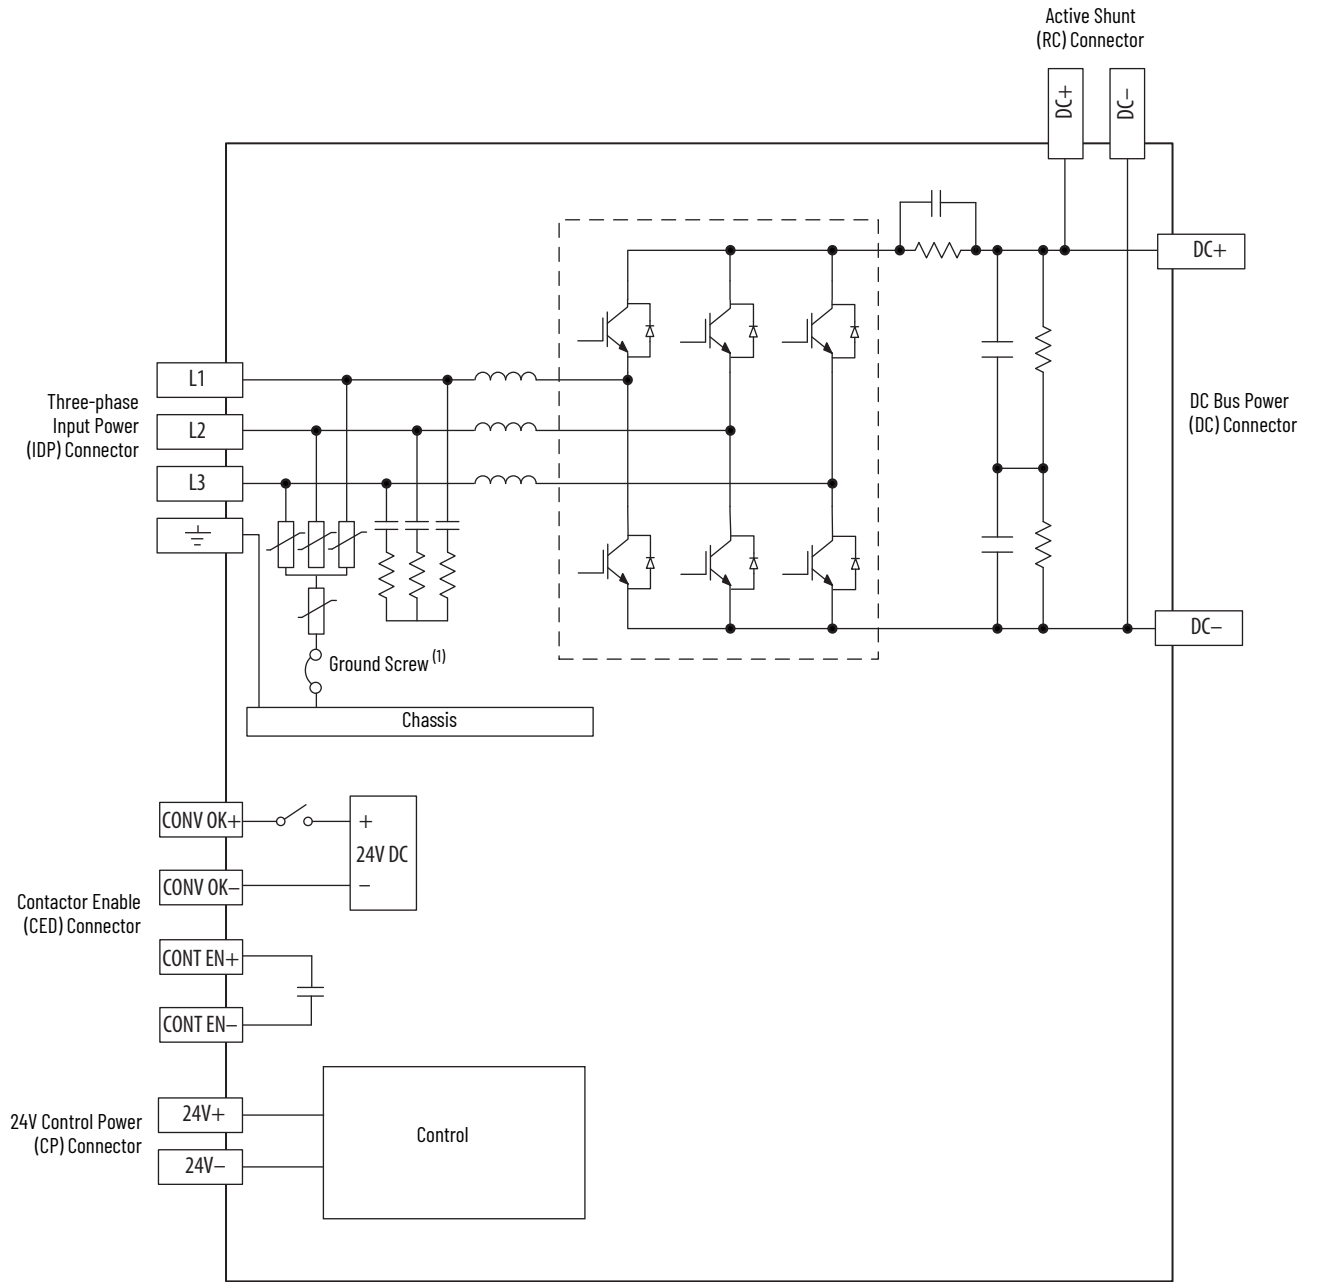 Active Shunt
(RC) Connector
DC+
DC–
DC+
L1
Three-phase
Input Power
(IDP) Connector
L2
L3
DC Bus Power
(DC) Connector
DC–
Ground Screw (1)
Chassis
CONV OK+
+
24V DC
CONV OK–
–
Contactor Enable
(CED) Connector
CONT EN+
CONT EN–
24V Control Power
(CP) Connector
24V+
24V–
Control